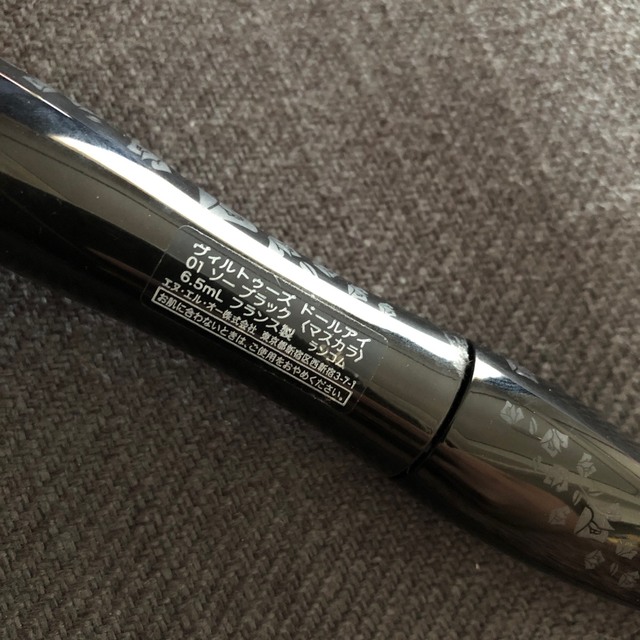 ヴィルトゥーズ ドールアイ
01 ソー ブラック〈マスカラ〉
6.5mL フランス製 ランコム
エヌ・エル・オー株式会社 東京都新宿区西新宿3-7-1
お肌に合わないときは、ご使用をおやめください。